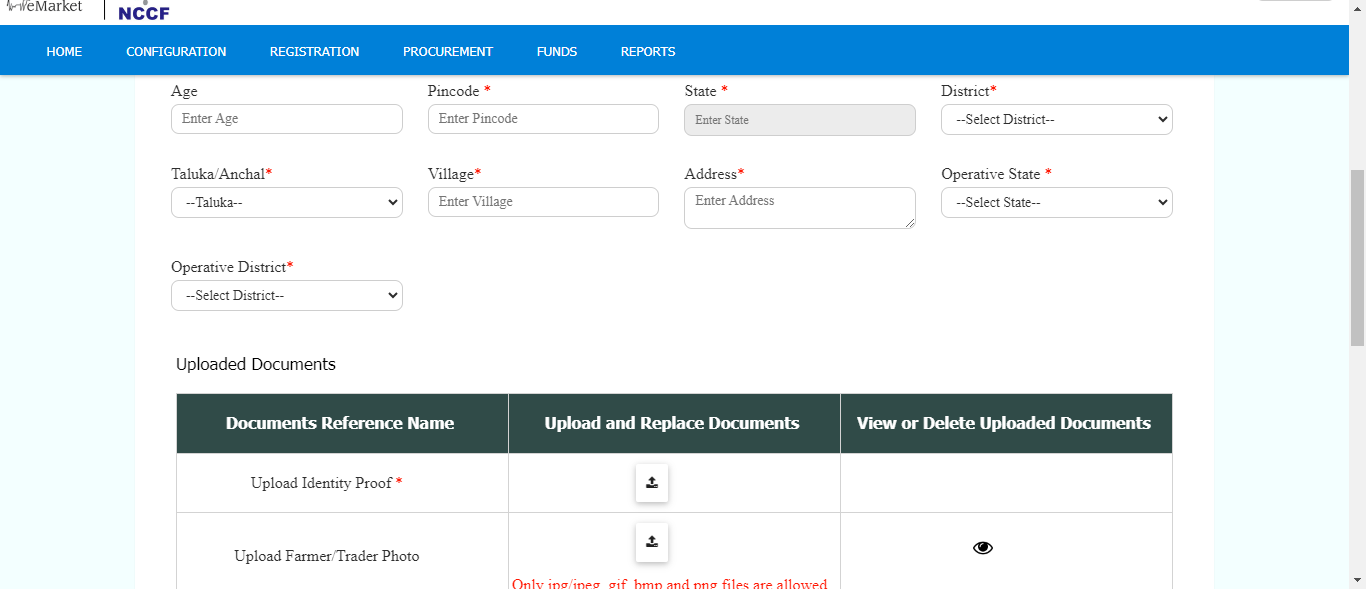 eMarket NCCF
HOME CONFIGURATION REGISTRATION PROCUREMENT FUNDS REPORTS
Age Pincode * State * District*
Enter Age Enter Pincode Enter State --Select District--
Taluka/Anchal* Village* Address* Operative State *
--Taluka-- Enter Village Enter Address --Select State--
Operative District*
--Select District--
Uploaded Documents
Documents Reference Name Upload and Replace Documents View or Delete Uploaded Documents
Upload Identity Proof *
Upload Farmer/Trader Photo
Only jpg/jpeg, gif, bmp and png files are allowed